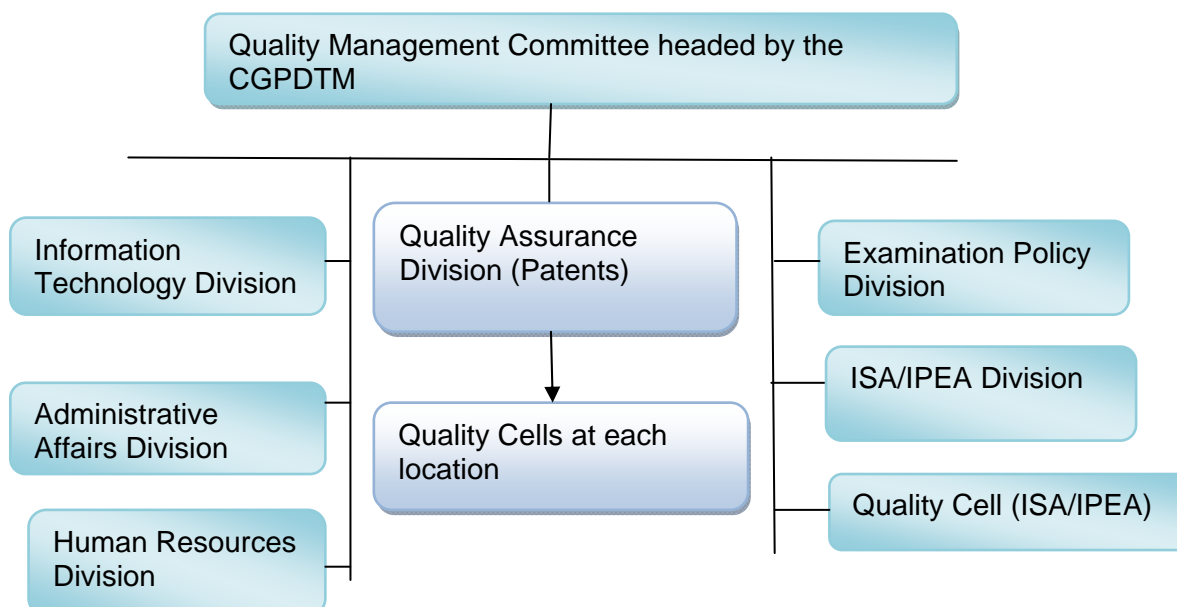 Quality Management Committee headed by the
CGPDTM
Information
Technology Division
Quality Assurance
Division (Patents)
Examination Policy
Division
Administrative
Affairs Division
Quality Cells at each
location
ISA/IPEA Division
Human Resources
Division
Quality Cell (ISA/IPEA)